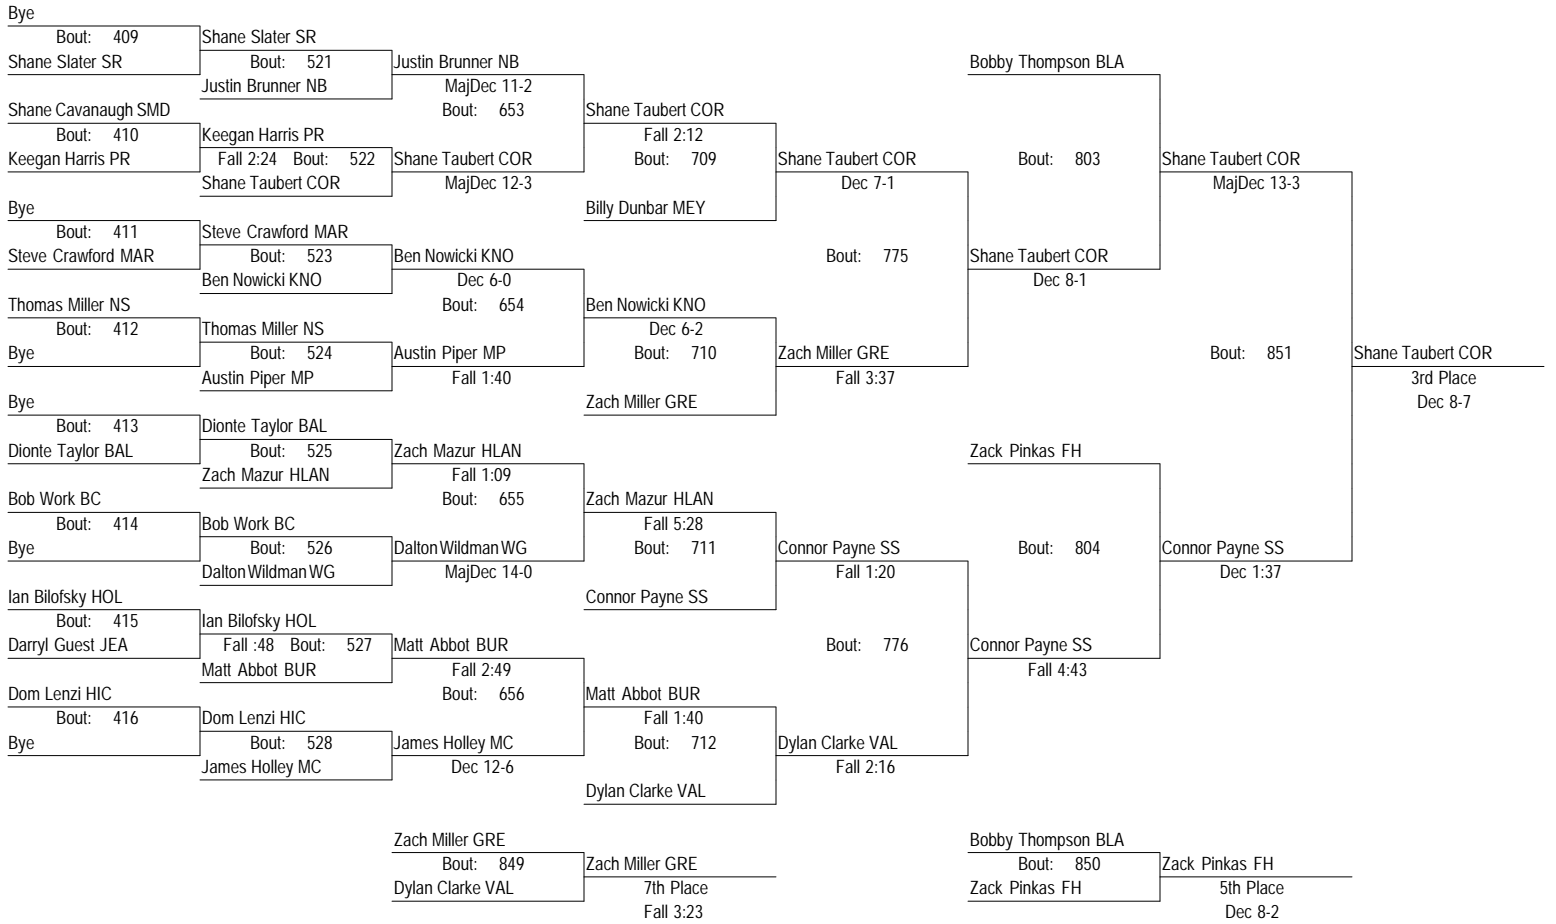 Bye
Bout: 409 Shane Slater SR
Shane Slater SR Bout: 521 Justin Brunner NB Bobby Thompson BLA
Justin Brunner NB MajDec 11-2
Shane Cavanaugh SMD Bout: 653 Shane Taubert COR
Bout: 410 Keegan Harris PR Fall 2:12
Keegan Harris PR Fall 2:24 Bout: 522 Shane Taubert COR Bout: 709 Shane Taubert COR Bout: 803 Shane Taubert COR
Shane Taubert COR MajDec 12-3 Dec 7-1 MajDec 13-3
Bye Billy Dunbar MEY
Bout: 411 Steve Crawford MAR
Steve Crawford MAR Bout: 523 Ben Nowicki KNO Bout: 775 Shane Taubert COR
Ben Nowicki KNO Dec 6-0 Dec 8-1
Thomas Miller NS Bout: 654 Ben Nowicki KNO
Bout: 412 Thomas Miller NS Dec 6-2
Bye Bout: 524 Austin Piper MP Bout: 710 Zach Miller GRE Bout: 851 Shane Taubert COR
Austin Piper MP Fall 1:40 Fall 3:37 3rd Place
Bye Zach Miller GRE Dec 8-7
Bout: 413 Dionte Taylor BAL
Dionte Taylor BAL Bout: 525 Zach Mazur HLAN Zack Pinkas FH
Zach Mazur HLAN Fall 1:09
Bob Work BC Bout: 655 Zach Mazur HLAN
Bout: 414 Bob Work BC Fall 5:28
Bye Bout: 526 Dalton Wildman WG Bout: 711 Connor Payne SS Bout: 804 Connor Payne SS
Dalton Wildman WG MajDec 14-0 Fall 1:20 Dec 1:37
Ian Bilofsky HOL Connor Payne SS
Bout: 415 Ian Bilofsky HOL
Darryl Guest JEA Fall :48 Bout: 527 Matt Abbot BUR Bout: 776 Connor Payne SS
Matt Abbot BUR Fall 2:49 Fall 4:43
Dom Lenzi HIC Bout: 656 Matt Abbot BUR
Bout: 416 Dom Lenzi HIC Fall 1:40
Bye Bout: 528 James Holley MC Bout: 712 Dylan Clarke VAL
James Holley MC Dec 12-6 Fall 2:16
Dylan Clarke VAL
Zach Miller GRE Bobby Thompson BLA
Bout: 849 Zach Miller GRE Bout: 850 Zack Pinkas FH
Dylan Clarke VAL 7th Place Zack Pinkas FH 5th Place
Fall 3:23 Dec 8-2